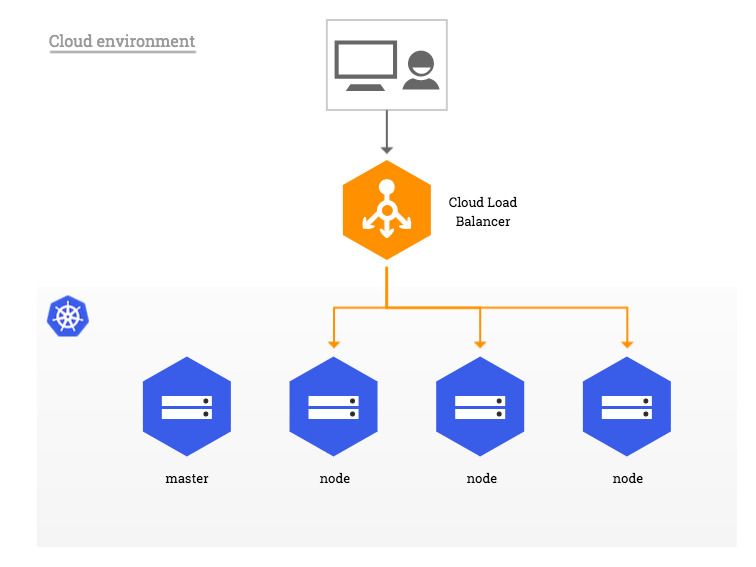 Cloud environment
Cloud Load
Balancer
master
node
node
node